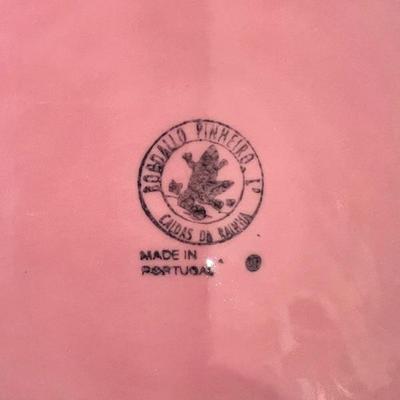 BORDALLO PINHEIRO, Lᴰ
CALDAS DA RAINHA
MADE IN
PORTUGAL